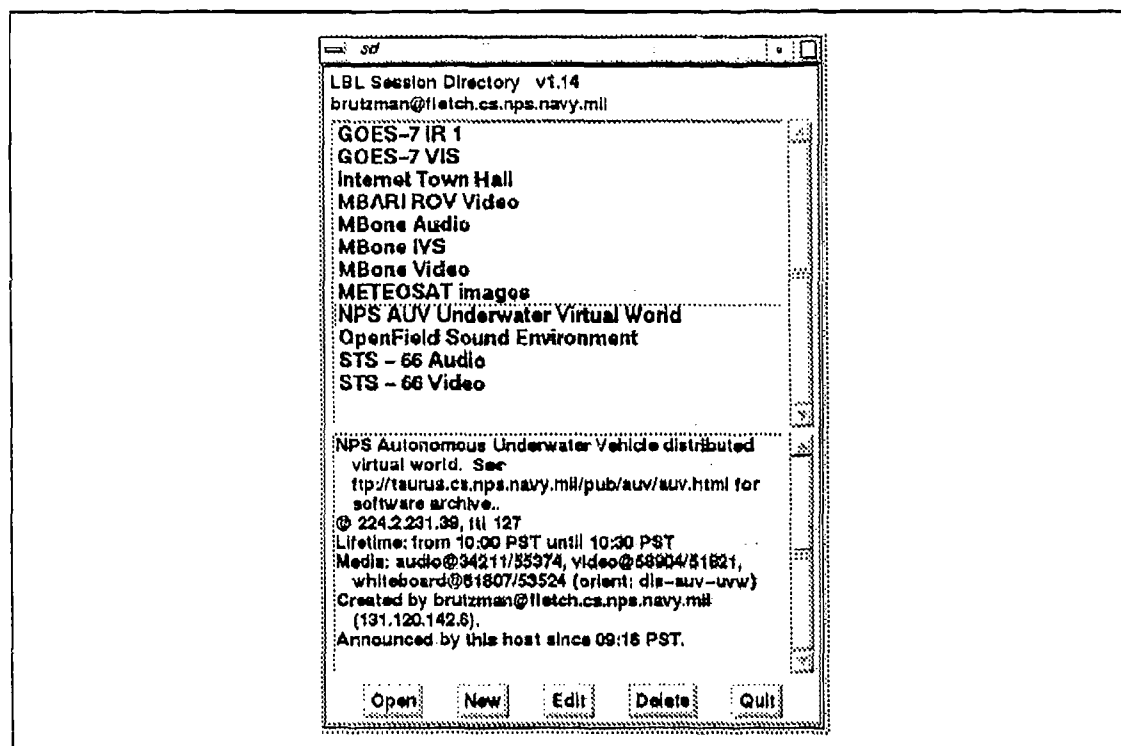 sd
LBL Session Directory v1.14
brutzman@fletch.cs.nps.navy.mil
GOES-7 IR 1
GOES-7 VIS
Internet Town Hall
MBARI ROV Video
MBone Audio
MBone IVS
MBone Video
METEOSAT images
NPS AUV Underwater Virtual World
OpenField Sound Environment
STS - 66 Audio
STS - 66 Video
NPS Autonomous Underwater Vehicle distributed
virtual world. See
ftp://taurus.cs.nps.navy.mil/pub/auv/auv.html for
software archive..
@ 224.2.231.39, ttl 127
Lifetime: from 10:00 PST until 10:30 PST
Media: audio@34211/55374, video@58904/51821,
whiteboard@61807/53524 (orient: dis-auv-uvw)
Created by brutzman@fletch.cs.nps.navy.mil
(131.120.142.6).
Announced by this host since 09:16 PST.
Open New Edit Delete Quit